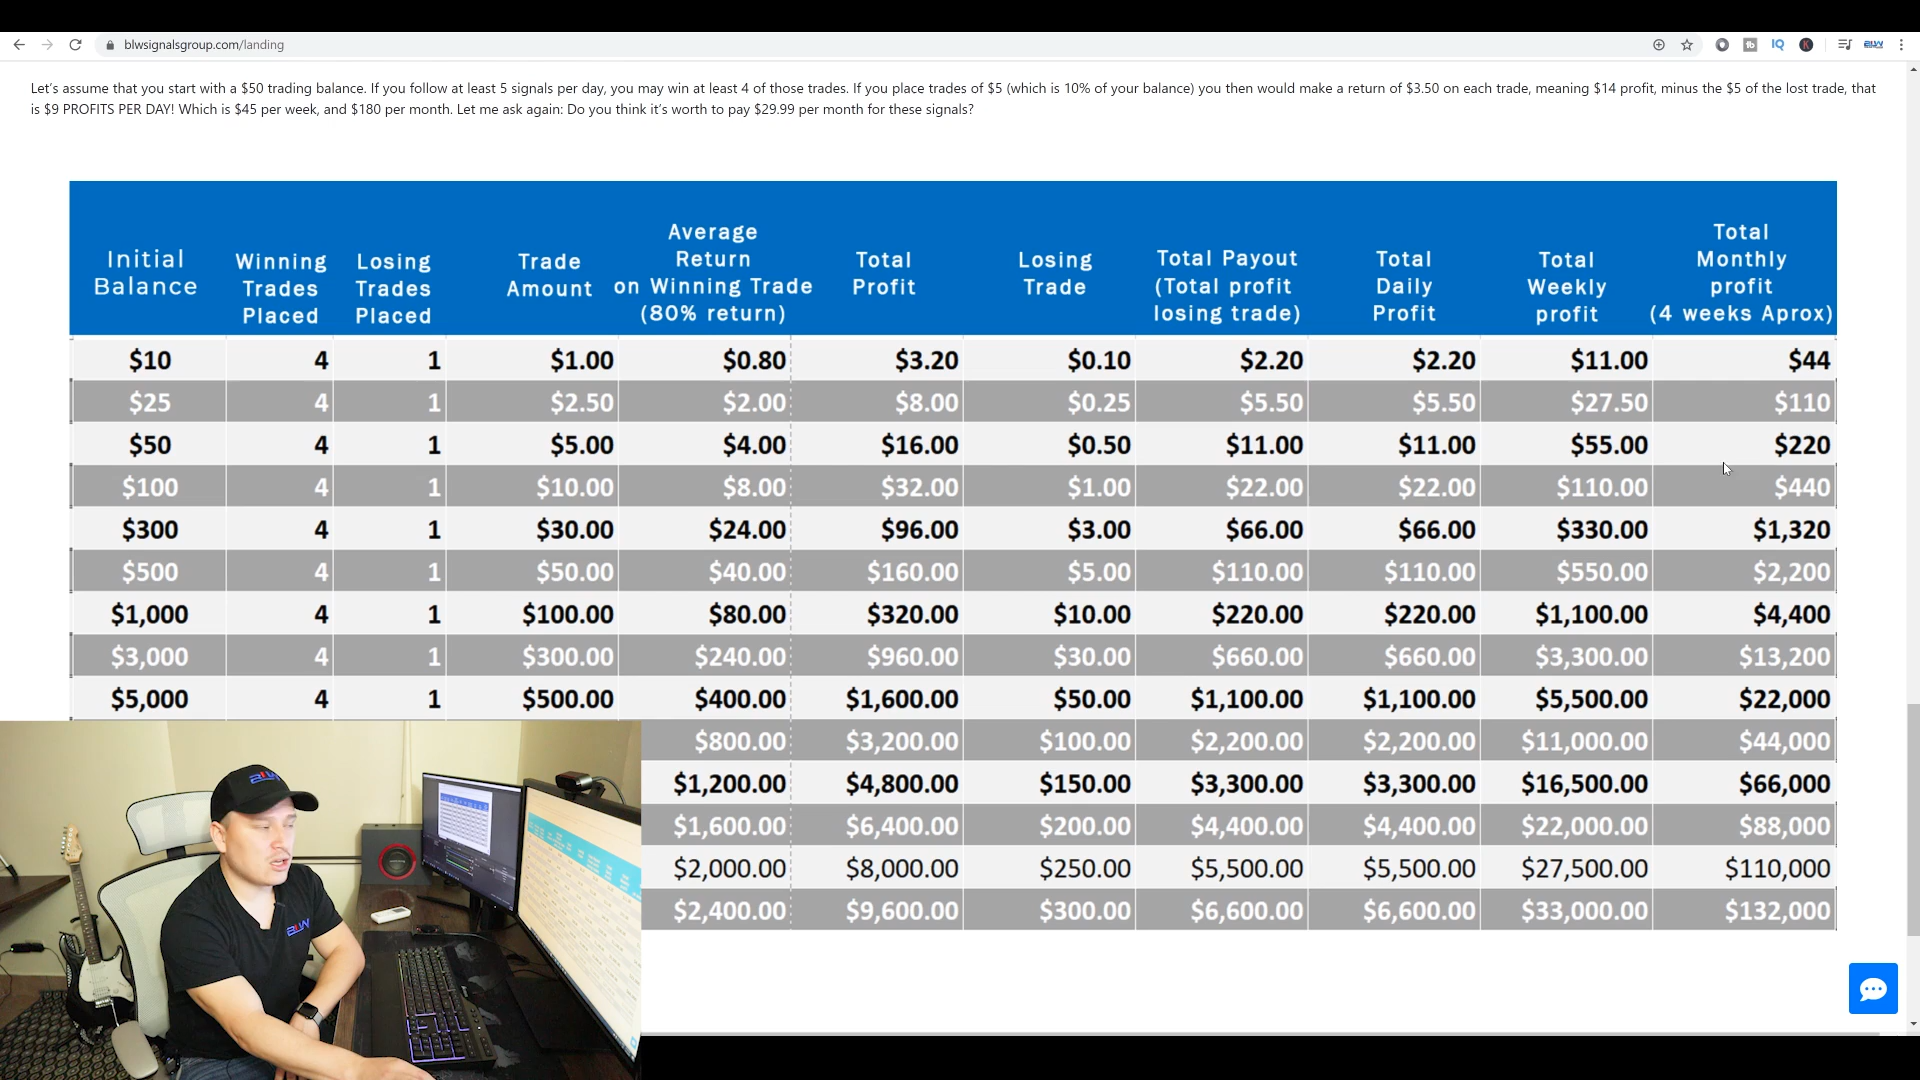 blwsignalsgroup.com/landing
Let's assume that you start with a $50 trading balance. If you follow at least 5 signals per day, you may win at least 4 of those trades. If you place trades of $5 (which is 10% of your balance) you then would make a return of $3.50 on each trade, meaning $14 profit, minus the $5 of the lost trade, that
is $9 PROFITS PER DAY! Which is $45 per week, and $180 per month. Let me ask again: Do you think it's worth to pay $29.99 per month for these signals?
Initial Balance Winning Trades Placed Losing Trades Placed Trade Amount Average Return on Winning Trade (80% return) Total Profit Losing Trade Total Payout (Total profit losing trade) Total Daily Profit Total Weekly profit Total Monthly profit (4 weeks Aprox)
$10 4 1 $1.00 $0.80 $3.20 $0.10 $2.20 $2.20 $11.00 $44
$25 4 1 $2.50 $2.00 $8.00 $0.25 $5.50 $5.50 $27.50 $110
$50 4 1 $5.00 $4.00 $16.00 $0.50 $11.00 $11.00 $55.00 $220
$100 4 1 $10.00 $8.00 $32.00 $1.00 $22.00 $22.00 $110.00 $440
$300 4 1 $30.00 $24.00 $96.00 $3.00 $66.00 $66.00 $330.00 $1,320
$500 4 1 $50.00 $40.00 $160.00 $5.00 $110.00 $110.00 $550.00 $2,200
$1,000 4 1 $100.00 $80.00 $320.00 $10.00 $220.00 $220.00 $1,100.00 $4,400
$3,000 4 1 $300.00 $240.00 $960.00 $30.00 $660.00 $660.00 $3,300.00 $13,200
$5,000 4 1 $500.00 $400.00 $1,600.00 $50.00 $1,100.00 $1,100.00 $5,500.00 $22,000
$800.00 $3,200.00 $100.00 $2,200.00 $2,200.00 $11,000.00 $44,000
$1,200.00 $4,800.00 $150.00 $3,300.00 $3,300.00 $16,500.00 $66,000
$1,600.00 $6,400.00 $200.00 $4,400.00 $4,400.00 $22,000.00 $88,000
$2,000.00 $8,000.00 $250.00 $5,500.00 $5,500.00 $27,500.00 $110,000
$2,400.00 $9,600.00 $300.00 $6,600.00 $6,600.00 $33,000.00 $132,000